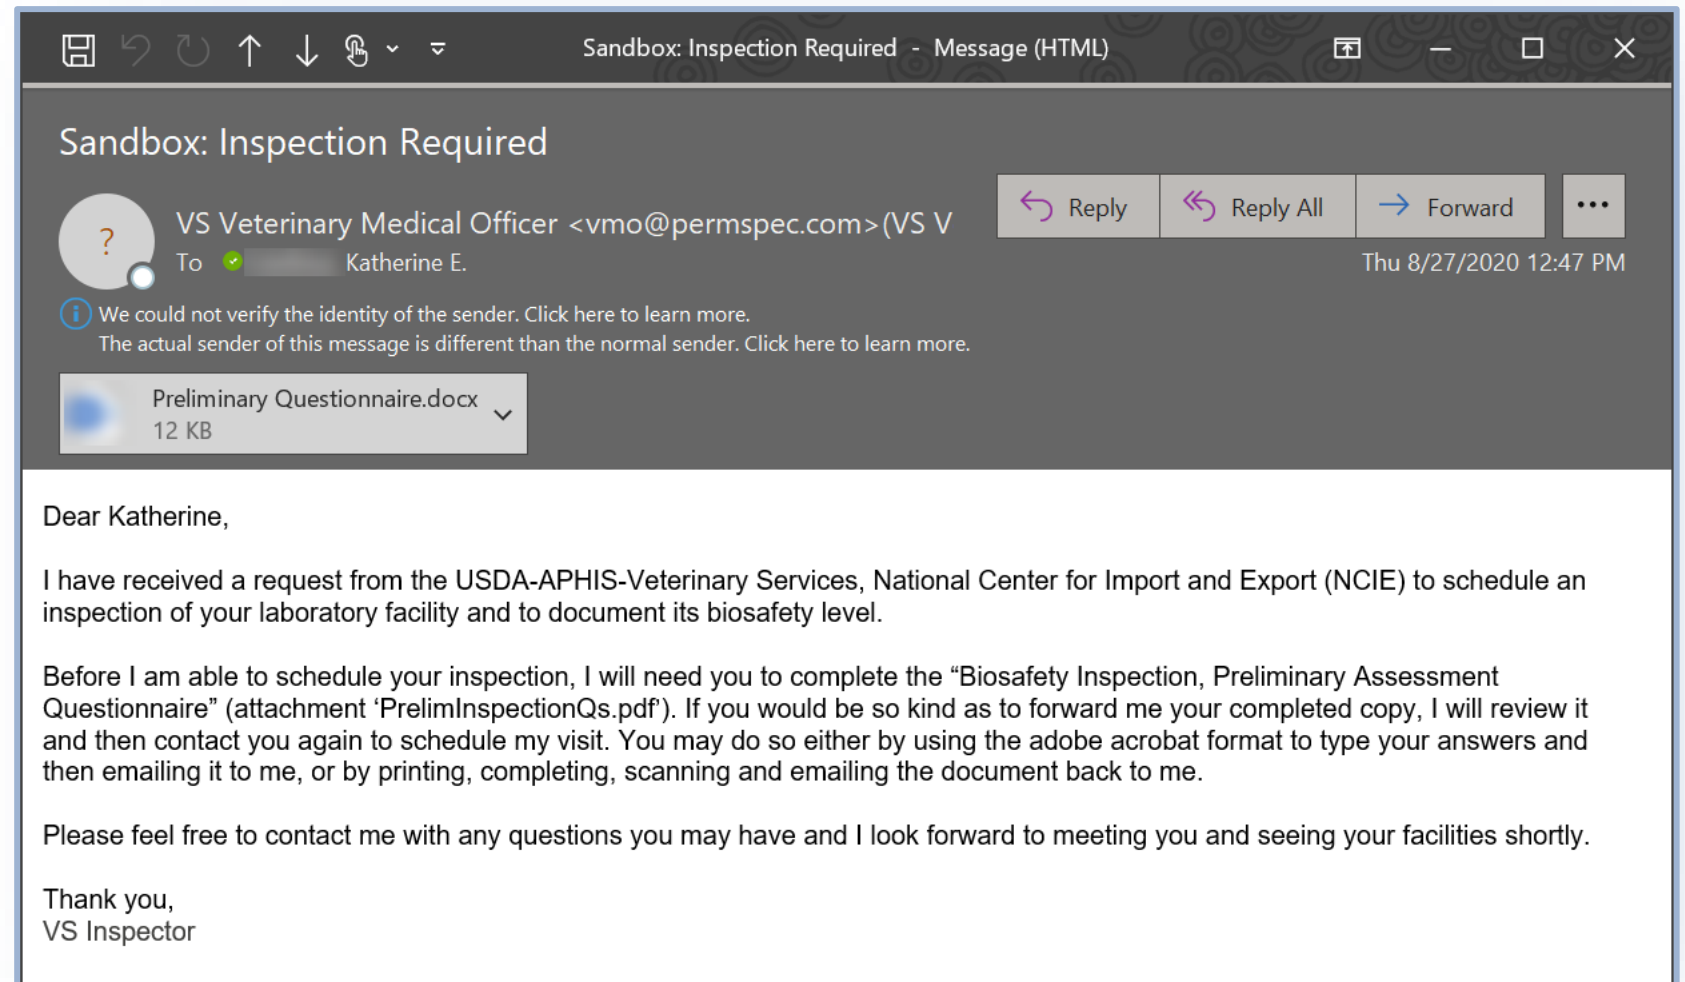 Sandbox: Inspection Required - Message (HTML)
Sandbox: Inspection Required
VS Veterinary Medical Officer <vmo@permspec.com>(VS V
Reply
Reply All
Forward
To Katherine E.
Thu 8/27/2020 12:47 PM
We could not verify the identity of the sender. Click here to learn more.
The actual sender of this message is different than the normal sender. Click here to learn more.
Preliminary Questionnaire.docx
12 KB
Dear Katherine,
I have received a request from the USDA-APHIS-Veterinary Services, National Center for Import and Export (NCIE) to schedule an
inspection of your laboratory facility and to document its biosafety level.
Before I am able to schedule your inspection, I will need you to complete the “Biosafety Inspection, Preliminary Assessment
Questionnaire” (attachment ‘PrelimInspectionQs.pdf’). If you would be so kind as to forward me your completed copy, I will review it
and then contact you again to schedule my visit. You may do so either by using the adobe acrobat format to type your answers and
then emailing it to me, or by printing, completing, scanning and emailing the document back to me.
Please feel free to contact me with any questions you may have and I look forward to meeting you and seeing your facilities shortly.
Thank you,
VS Inspector